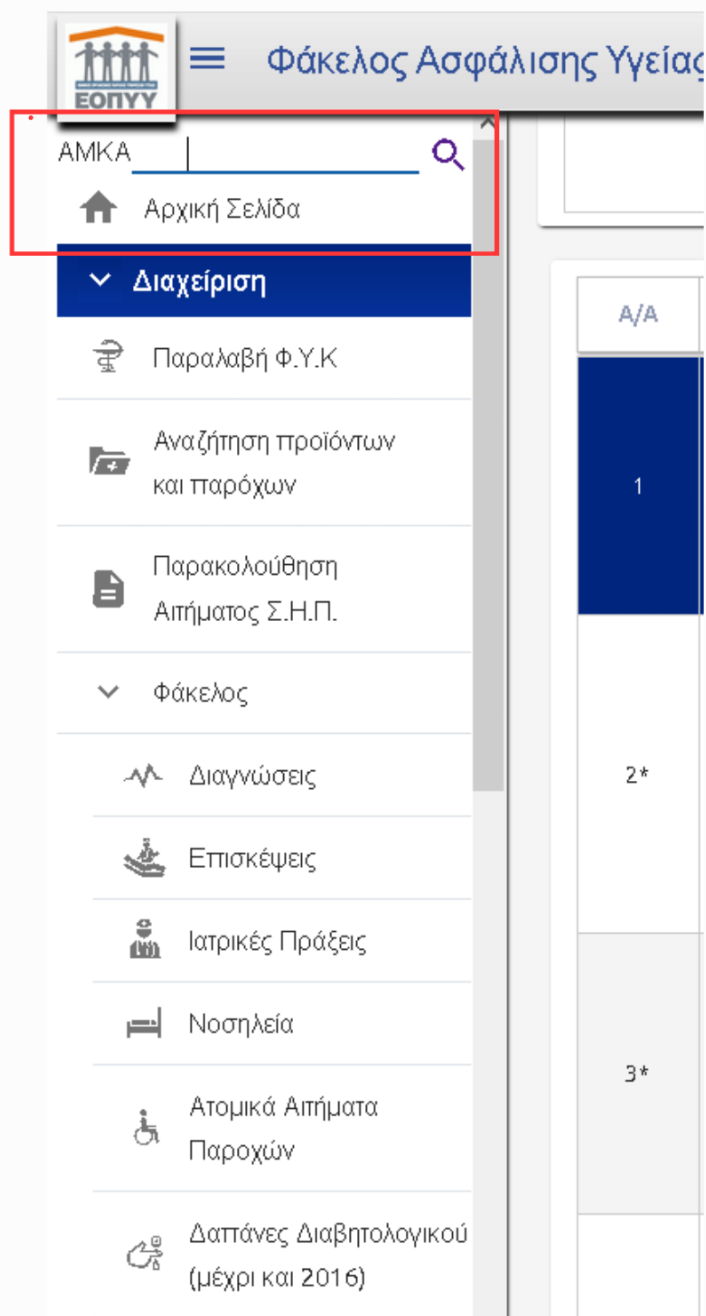 ΕΟΠΥΥ
Φάκελος Ασφάλισης Υγείας
ΑΜΚΑ
Αρχική Σελίδα
Διαχείριση
Παραλαβή Φ.Υ.Κ
Αναζήτηση προϊόντων
και παρόχων
Παρακολούθηση
Αιτήματος Σ.Η.Π.
Φάκελος
Διαγνώσεις
Επισκέψεις
Ιατρικές Πράξεις
Νοσηλεία
Ατομικά Αιτήματα
Παροχών
Δαπάνες Διαβητολογικού
(μέχρι και 2016)
Α/Α
1
2*
3*